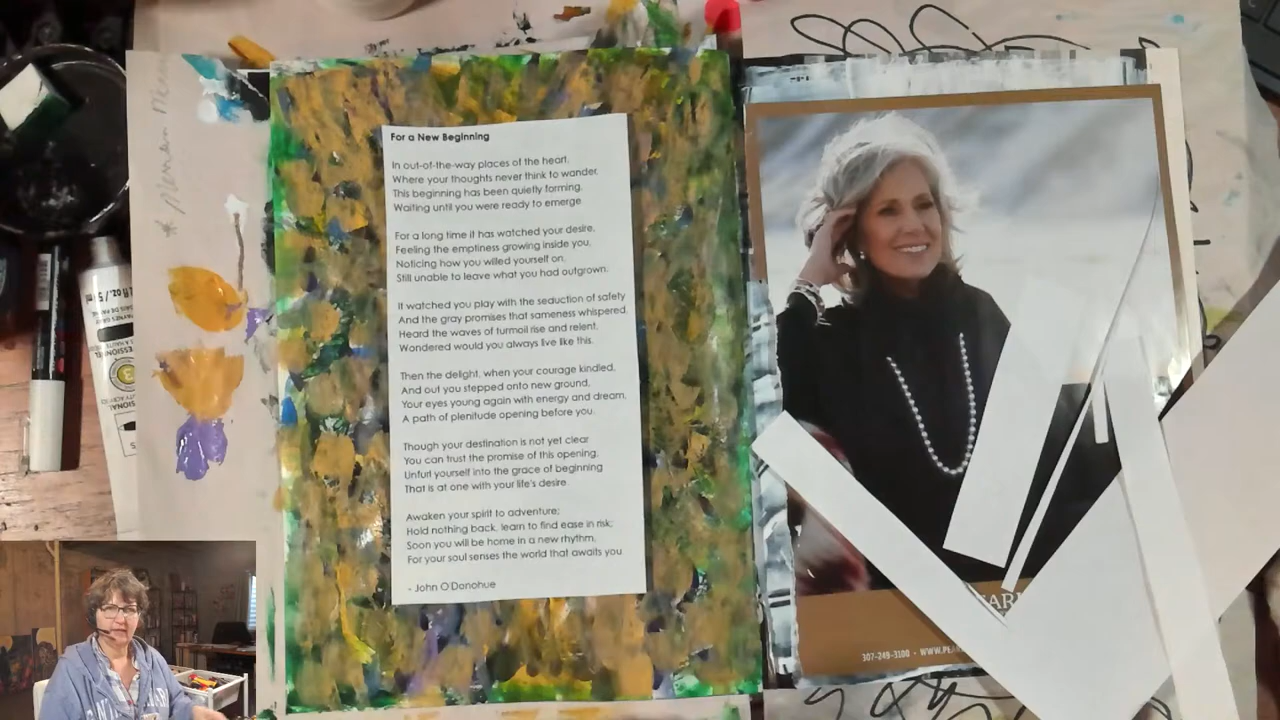 For a New Beginning
In out-of-the-way places of the heart,
Where your thoughts never think to wander,
This beginning has been quietly forming,
Waiting until you were ready to emerge.
For a long time it has watched your desire,
Feeling the emptiness growing inside you,
Noticing how you willed yourself on,
Still unable to leave what you had outgrown.
It watched you play with the seduction of safety
And the gray promises that sameness whispered,
Heard the waves of turmoil rise and relent,
Wondered would you always live like this.
Then the delight, when your courage kindled,
And out you stepped onto new ground,
Your eyes young again with energy and dream,
A path of plenitude opening before you.
Though your destination is not yet clear
You can trust the promise of this opening;
Unfurl yourself into the grace of beginning
That is at one with your life's desire.
Awaken your spirit to adventure;
Hold nothing back, learn to find ease in risk;
Soon you will be home in a new rhythm,
For your soul senses the world that awaits you
- John O'Donohue
307-249-3100 • WWW.PE